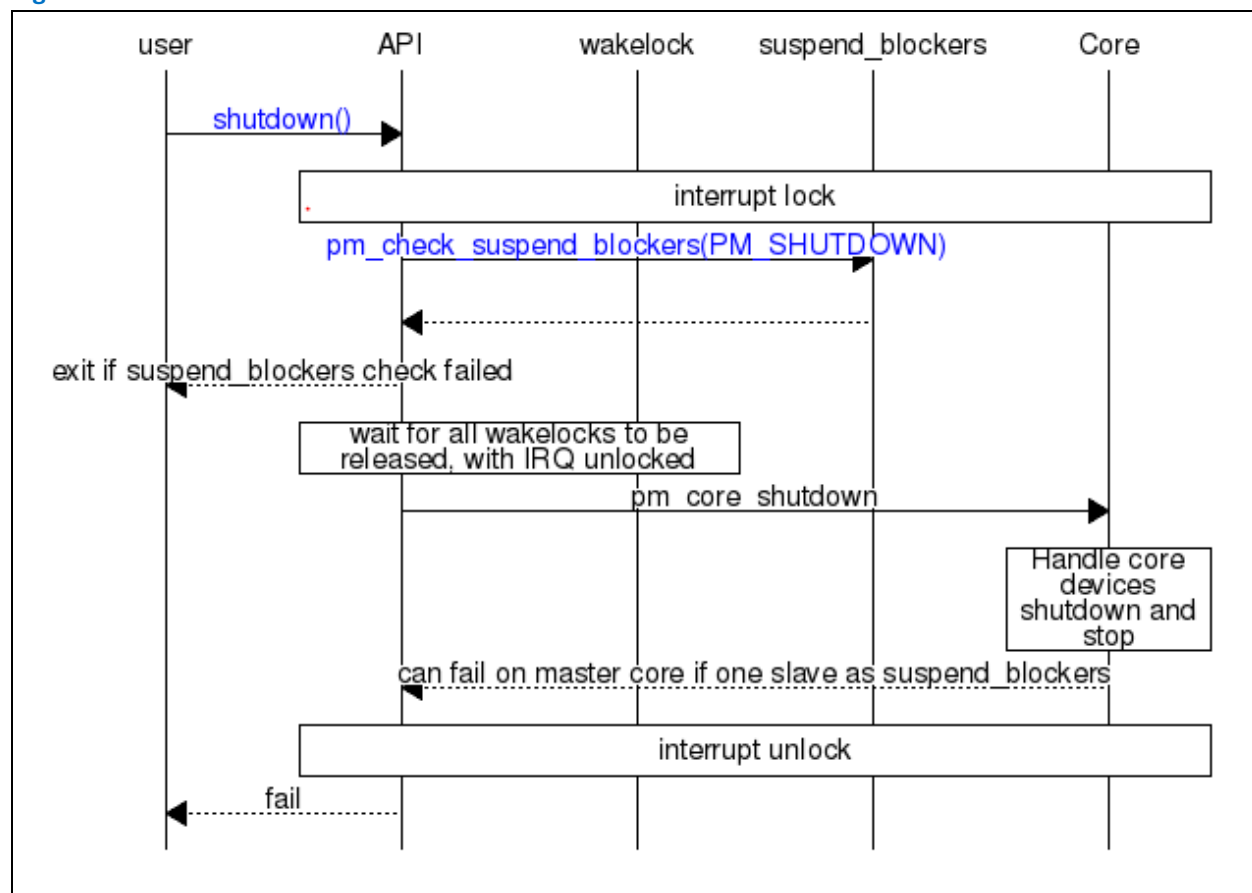 user API wakelock suspend_blockers Core
shutdown()
interrupt lock
pm_check_suspend_blockers(PM_SHUTDOWN)
exit if suspend_blockers check failed
wait for all wakelocks to be
released, with IRQ unlocked
pm_core_shutdown
Handle core
devices
shutdown and
stop
can fail on master core if one slave as suspend_blockers
interrupt unlock
fail